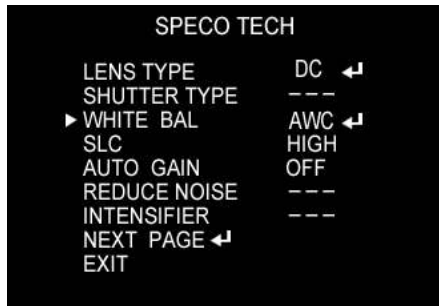 SPECO TECH
LENS TYPE DC ↵
SHUTTER TYPE ---
▶ WHITE BAL AWC ↵
SLC HIGH
AUTO GAIN OFF
REDUCE NOISE ---
INTENSIFIER ---
NEXT PAGE ↵
EXIT